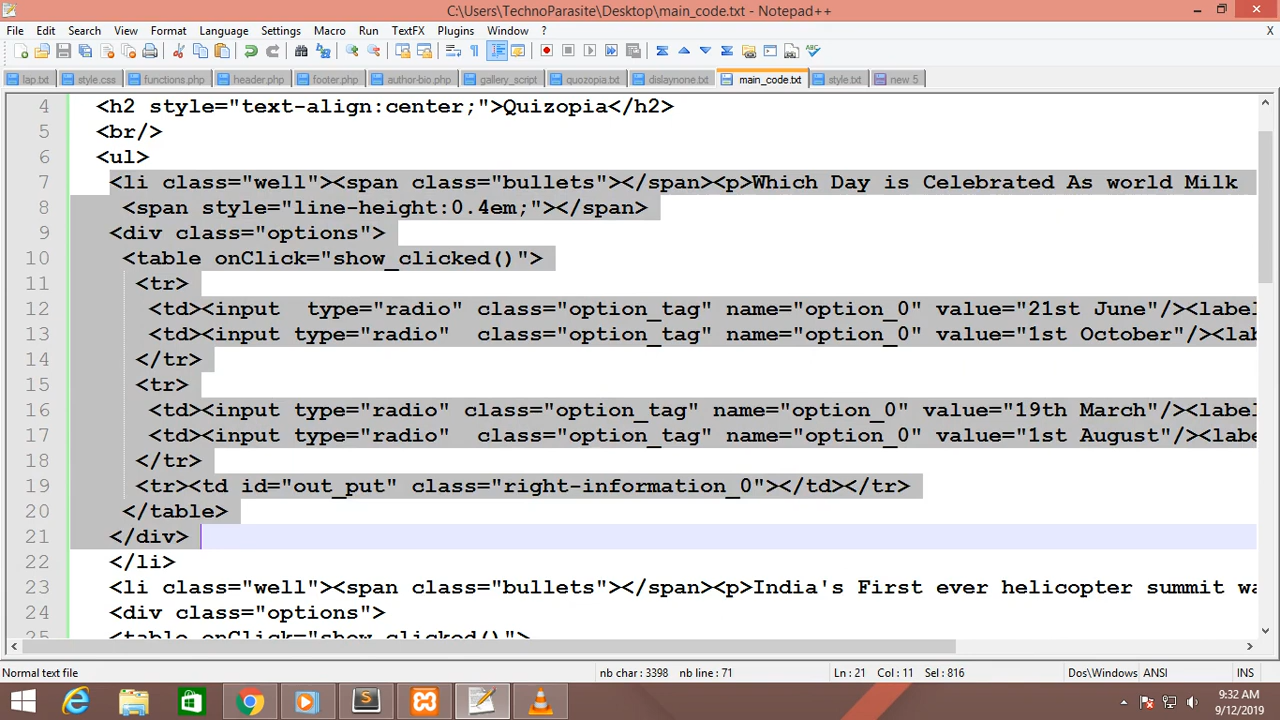 C:\Users\TechnoParasite\Desktop\main_code.txt - Notepad++
File Edit Search View Format Language Settings Macro Run TextFX Plugins Window ? X
lap.txt style.css functions.php header.php footer.php author-bio.php gallery_script quozopia.txt dislaynone.txt main_code.txt style.txt new 5
4 <h2 style="text-align:center;">Quizopia</h2>
5 <br/>
6 <ul>
7 <li class="well"><span class="bullets"></span><p>Which Day is Celebrated As world Milk
8 <span style="line-height:0.4em;"></span>
9 <div class="options">
10 <table onClick="show_clicked()">
11 <tr>
12 <td><input  type="radio" class="option_tag" name="option_0" value="21st June"/><label
13 <td><input type="radio"  class="option_tag" name="option_0" value="1st October"/><la
14 </tr>
15 <tr>
16 <td><input type="radio" class="option_tag" name="option_0" value="19th March"/><label
17 <td><input type="radio"  class="option_tag" name="option_0" value="1st August"/><labe
18 </tr>
19 <tr><td id="out_put" class="right-information_0"></td></tr>
20 </table>
21 </div>
22 </li>
23 <li class="well"><span class="bullets"></span><p>India's First ever helicopter summit wa
24 <div class="options">
25 <table onClick="show_clicked()">
Normal text file nb char : 3398 nb line : 71 Ln : 21 Col : 11 Sel : 816 Dos\Windows ANSI INS
9:32 AM
9/12/2019